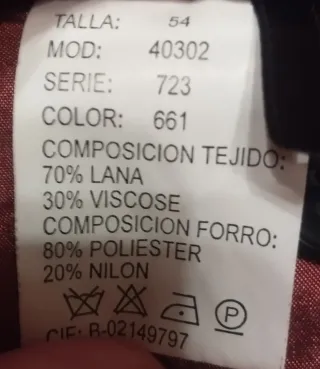 TALLA: 54
MOD: 40302
SERIE: 723
COLOR: 661
COMPOSICION TEJIDO:
70% LANA
30% VISCOSE
COMPOSICION FORRO:
80% POLIESTER
20% NILON
P
CIF: B-02149797